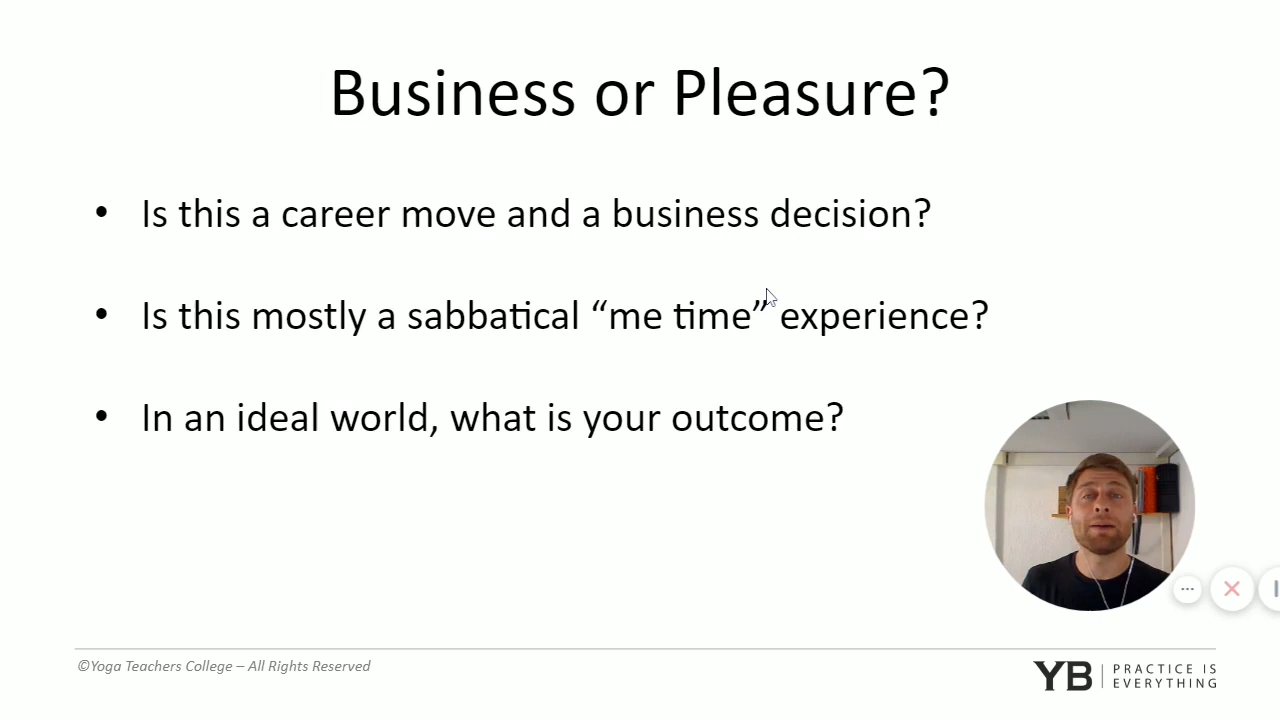 Business or Pleasure?
• Is this a career move and a business decision?
• Is this mostly a sabbatical “me time” experience?
• In an ideal world, what is your outcome?
©Yoga Teachers College – All Rights Reserved
YB | PRACTICE IS
EVERYTHING